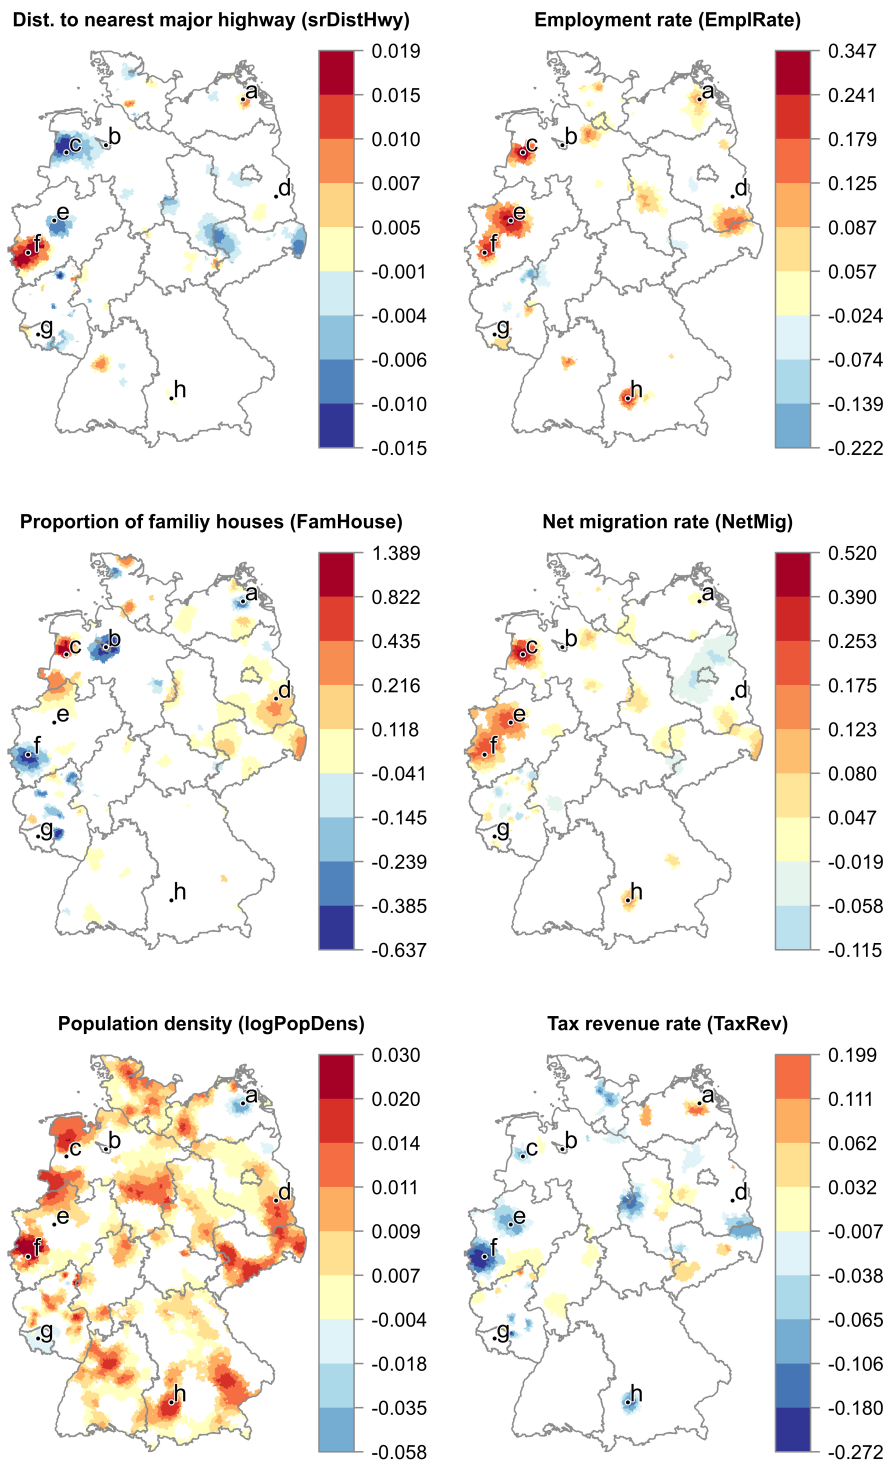 Dist. to nearest major highway (srDistHwy)
0.019
0.015
0.010
0.007
0.005
-0.001
-0.004
-0.006
-0.010
-0.015
a
b
c
d
e
f
g
h
Employment rate (EmplRate)
0.347
0.241
0.179
0.125
0.087
0.057
-0.024
-0.074
-0.139
-0.222
a
b
c
d
e
f
g
h
Proportion of familiy houses (FamHouse)
1.389
0.822
0.435
0.216
0.118
-0.041
-0.145
-0.239
-0.385
-0.637
a
b
c
d
e
f
g
h
Net migration rate (NetMig)
0.520
0.390
0.253
0.175
0.123
0.080
0.047
-0.019
-0.058
-0.115
a
b
c
d
e
f
g
h
Population density (logPopDens)
0.030
0.020
0.014
0.011
0.009
0.007
-0.004
-0.018
-0.035
-0.058
a
b
c
d
e
f
g
h
Tax revenue rate (TaxRev)
0.199
0.111
0.062
0.032
-0.007
-0.038
-0.065
-0.106
-0.180
-0.272
a
b
c
d
e
f
g
h